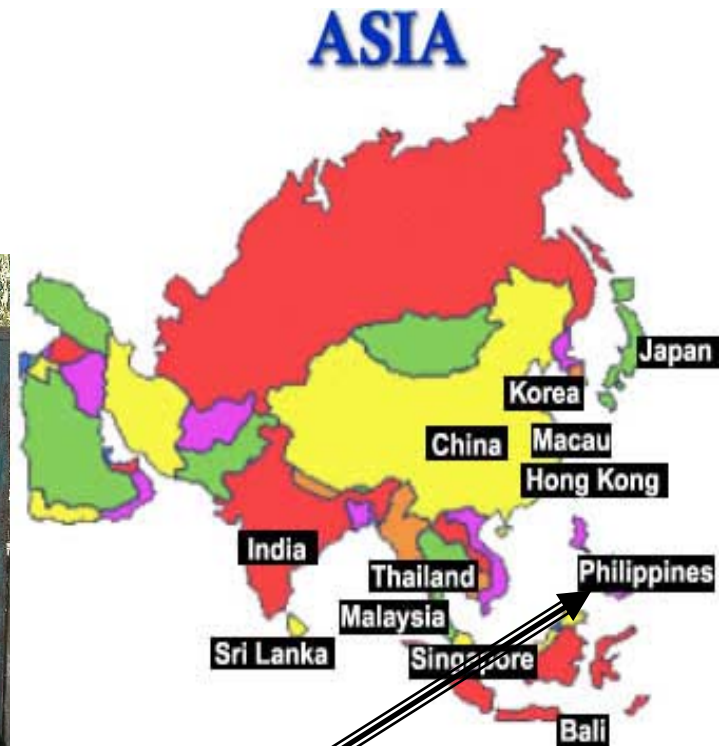 ASIA
Japan
Korea
China
Macau
Hong Kong
India
Thailand
Philippines
Malaysia
Sri Lanka
Singapore
Bali